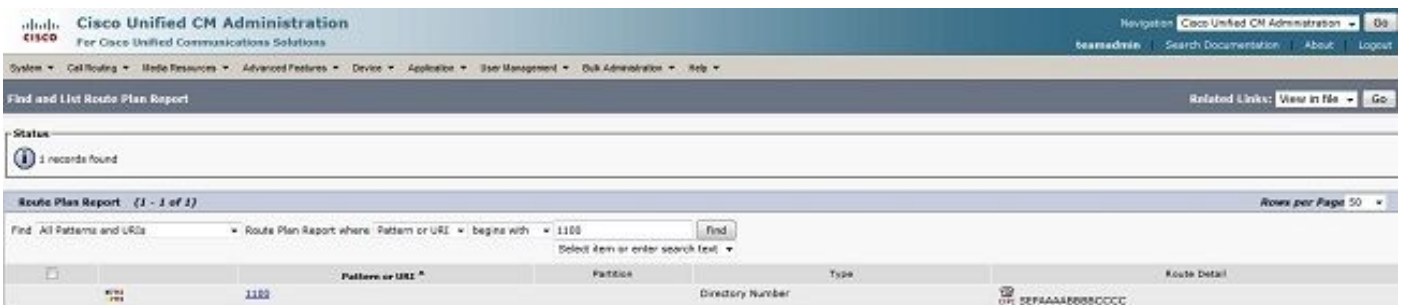 cisco
Cisco Unified CM Administration
For Cisco Unified Communications Solutions
Navigation Cisco Unified CM Administration Go
teamadmin Search Documentation About Logout
System Call Routing Media Resources Advanced Features Device Application User Management Bulk Administration Help
Find and List Route Plan Report
Related Links: View in file Go
Status
1 records found
Route Plan Report (1 - 1 of 1)
Rows per Page 50
Find All Patterns and URIs Route Plan Report where Pattern or URI begins with 1100 Find
Select item or enter search text
Pattern or URI Partition Type Route Detail
1100 Directory Number SEPAAAABBBBCCCC